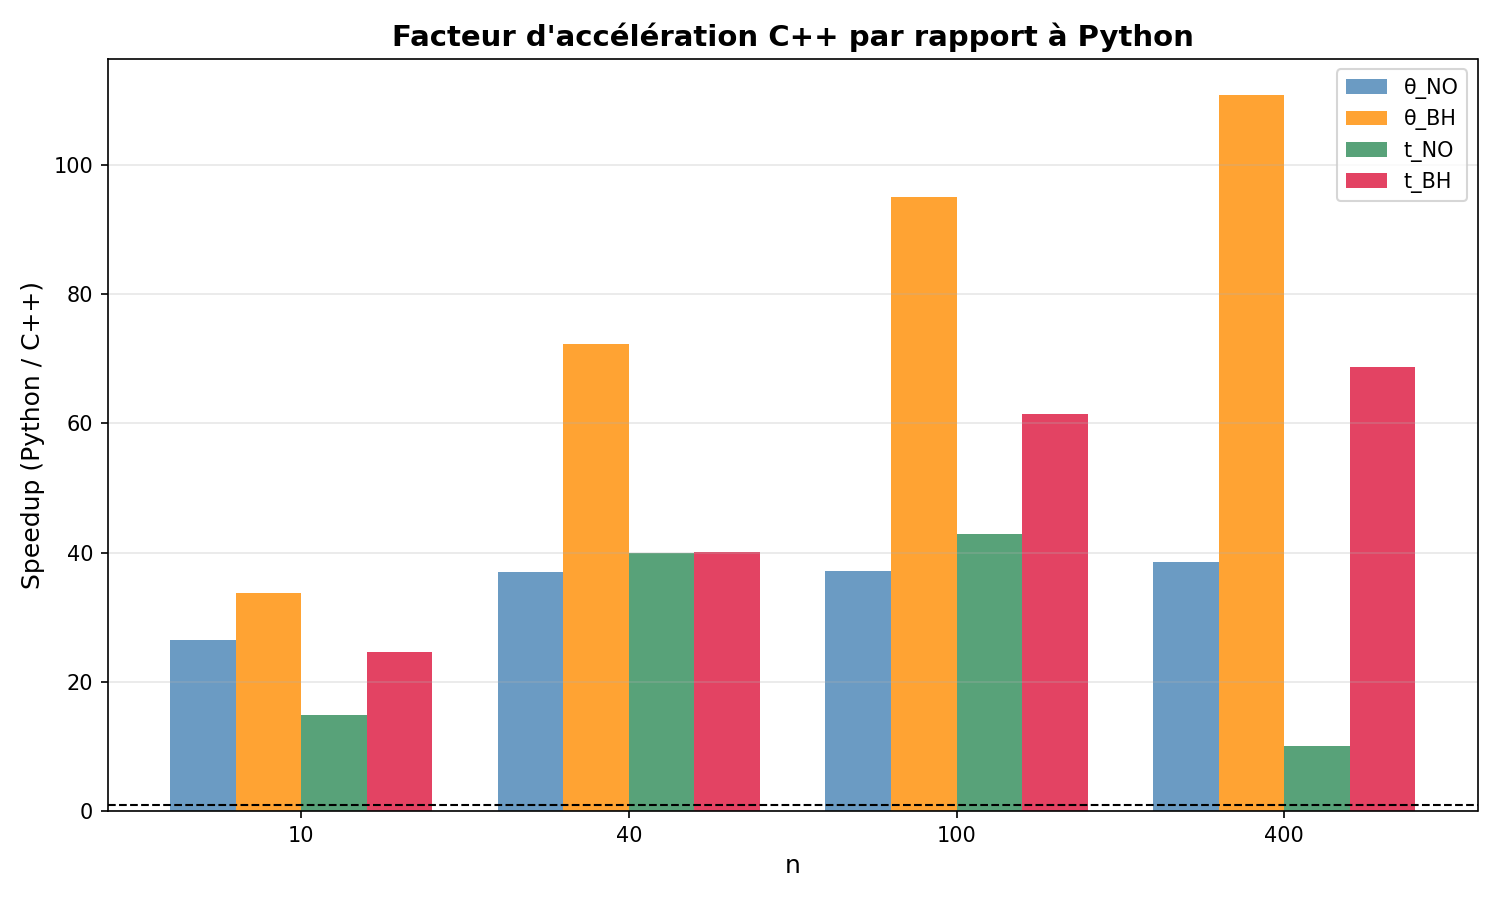 Facteur d'accélération C++ par rapport à Python
θ_NO
θ_BH
t_NO
t_BH
Speedup (Python / C++)
100
80
60
40
20
0
10
40
100
400
n